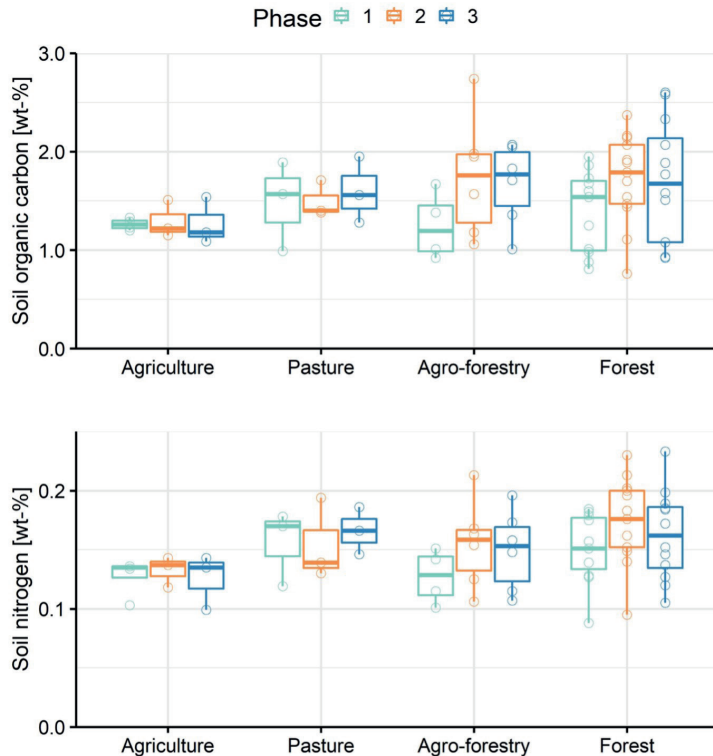 Phase 1 2 3
Soil organic carbon [wt-%]
3.0
2.0
1.0
0.0
Agriculture Pasture Agro-forestry Forest
Soil nitrogen [wt-%]
0.2
0.1
0.0
Agriculture Pasture Agro-forestry Forest